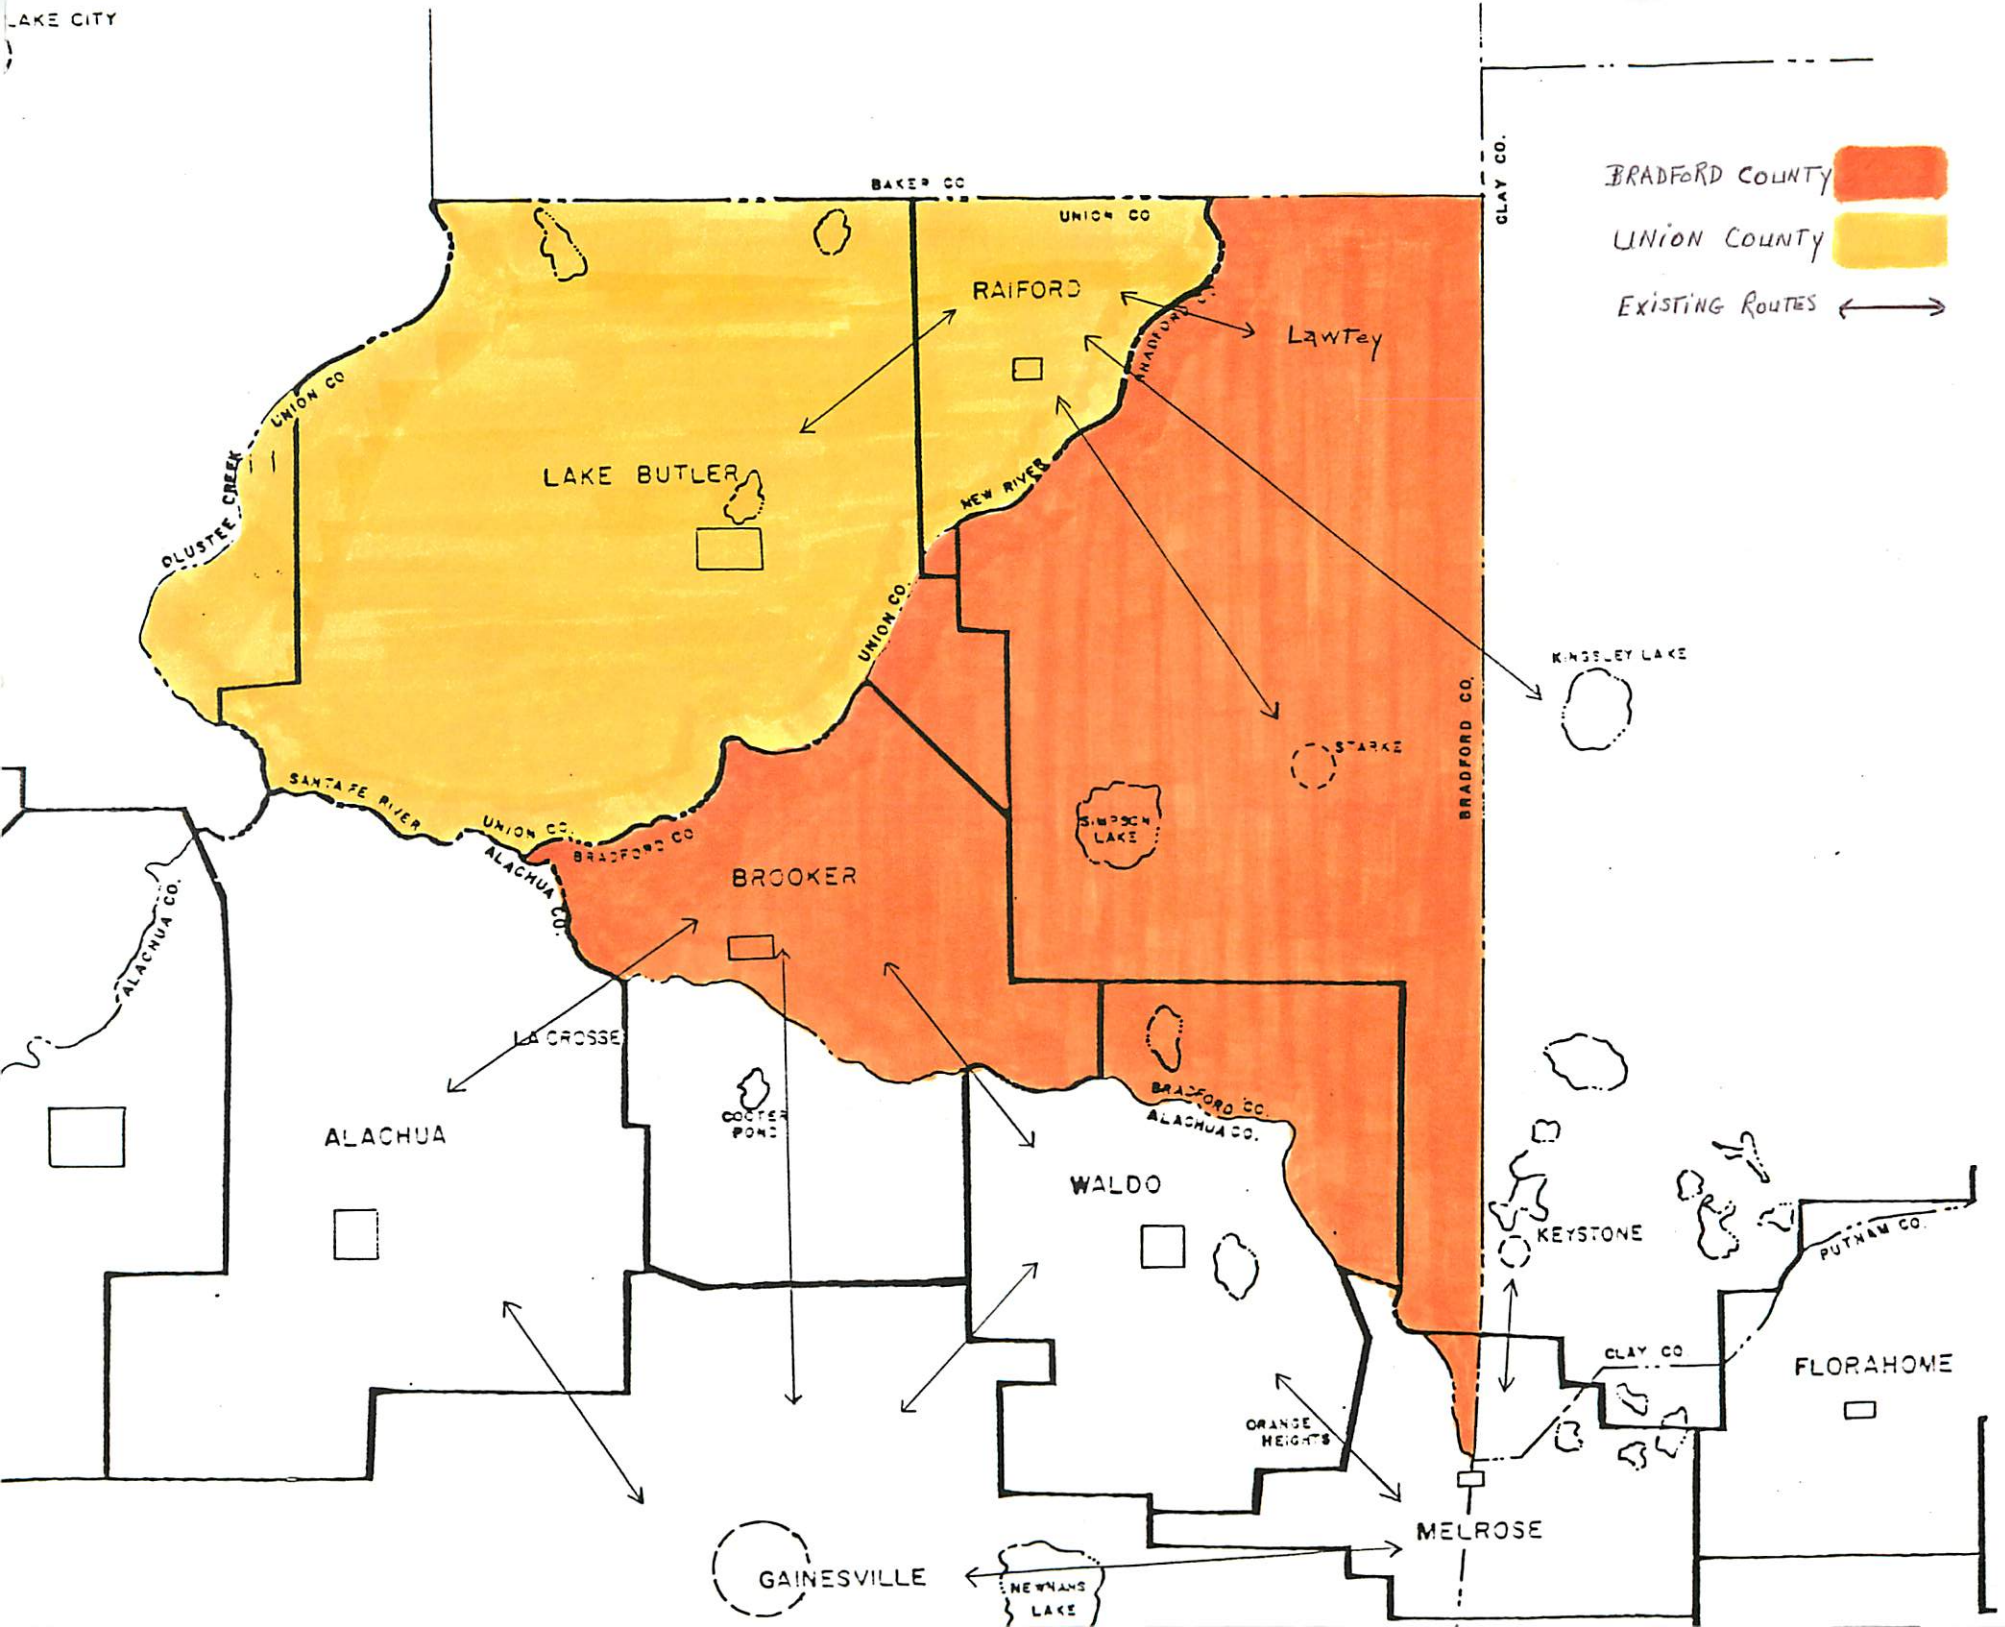 LAKE CITY
BAKER CO
UNION CO
CLAY CO.
BRADFORD COUNTY
UNION COUNTY
EXISTING ROUTES
RAIFORD
Lawtey
UNION CO
OLUSTEE CREEK
LAKE BUTLER
NEW RIVER
UNION CO.
KINGSLEY LAKE
BRADFORD CO.
STARKE
SANTA FE RIVER
UNION CO.
BRADFORD CO
ALACHUA CO.
SIMPSON
LAKE
BROOKER
ALACHUA CO.
LA CROSSE
COOTER
POND
ALACHUA
BRADFORD CO.
ALACHUA CO.
WALDO
KEYSTONE
PUTNAM CO.
CLAY CO
FLORAHOME
ORANGE
HEIGHTS
MELROSE
GAINESVILLE
NEWNANS
LAKE